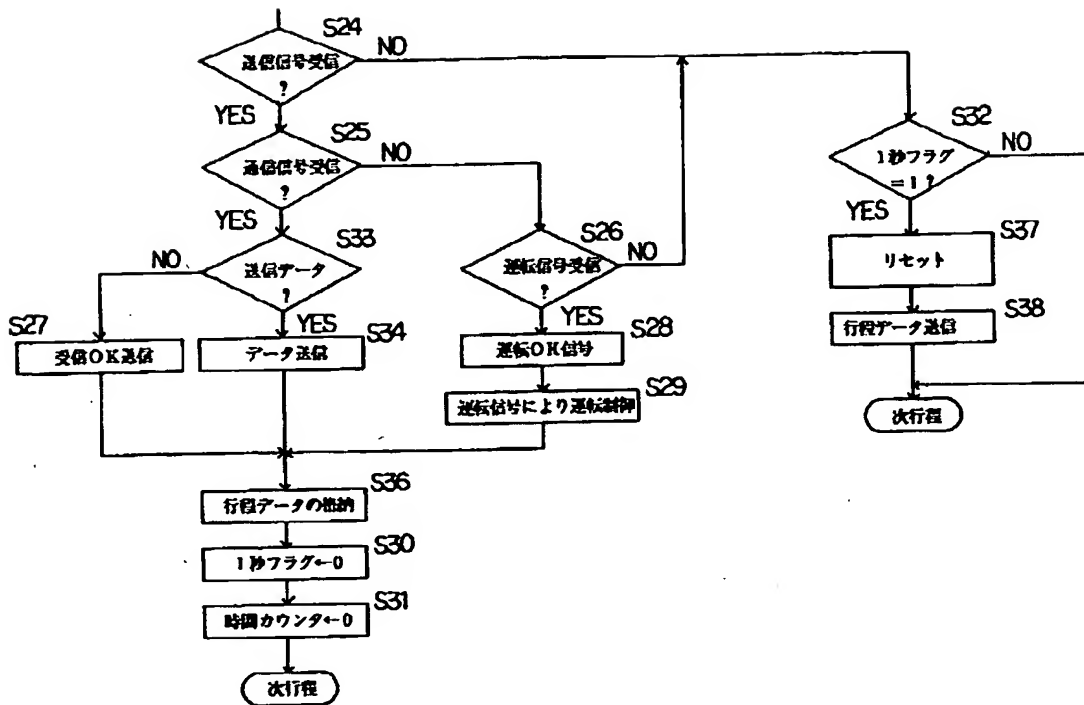 S24
送信信号受信
?
NO
YES
S25
通信信号受信
?
NO
YES
S33
送信データ
?
NO
YES
S27
受信OK送信
S34
データ送信
S26
運転信号受信
?
NO
YES
S28
運転OK信号
S29
運転信号により運転制御
S36
行段データの格納
S30
1秒フラグ←0
S31
時間カウンタ←0
次行程
S32
1秒フラグ
=1?
NO
YES
S37
リセット
S38
行段データ送信
次行程